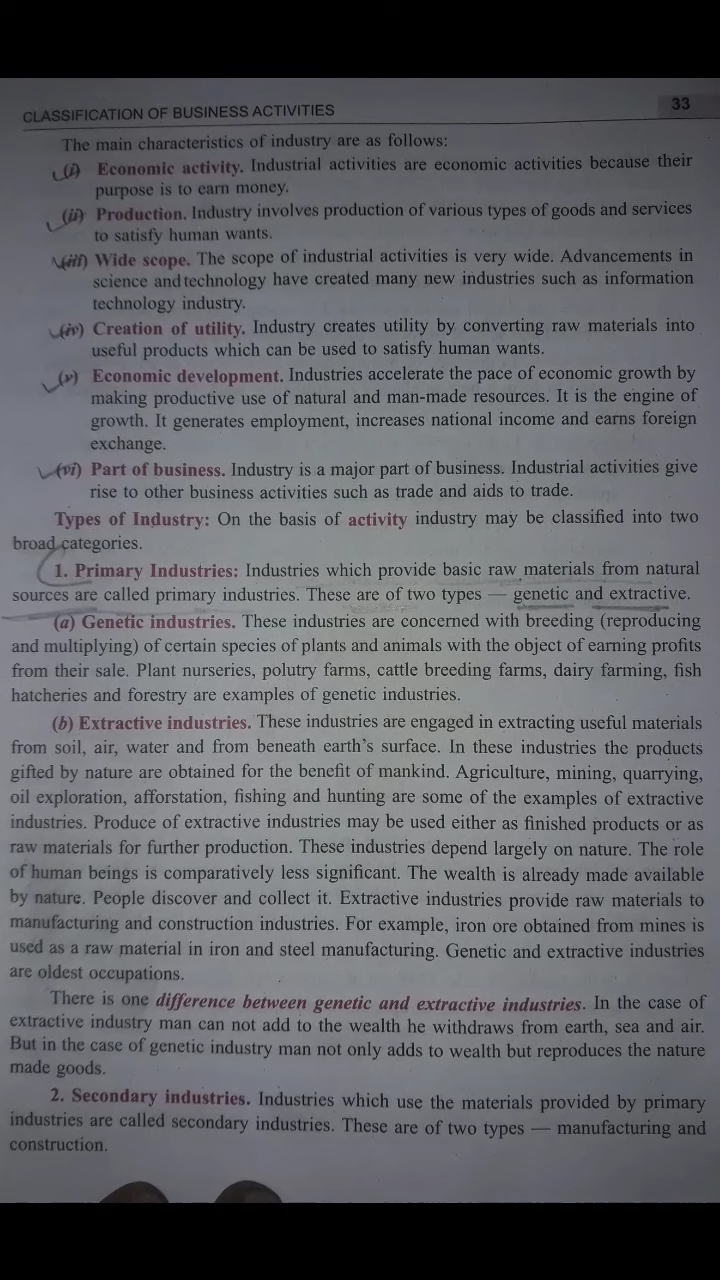 CLASSIFICATION OF BUSINESS ACTIVITIES 33
The main characteristics of industry are as follows:
(i) Economic activity. Industrial activities are economic activities because their
purpose is to earn money.
(ii) Production. Industry involves production of various types of goods and services
to satisfy human wants.
(iii) Wide scope. The scope of industrial activities is very wide. Advancements in
science and technology have created many new industries such as information
technology industry.
(iv) Creation of utility. Industry creates utility by converting raw materials into
useful products which can be used to satisfy human wants.
(v) Economic development. Industries accelerate the pace of economic growth by
making productive use of natural and man-made resources. It is the engine of
growth. It generates employment, increases national income and earns foreign
exchange.
(vi) Part of business. Industry is a major part of business. Industrial activities give
rise to other business activities such as trade and aids to trade.
Types of Industry: On the basis of activity industry may be classified into two
broad categories.
1. Primary Industries: Industries which provide basic raw materials from natural
sources are called primary industries. These are of two types — genetic and extractive.
(a) Genetic industries. These industries are concerned with breeding (reproducing
and multiplying) of certain species of plants and animals with the object of earning profits
from their sale. Plant nurseries, polutry farms, cattle breeding farms, dairy farming, fish
hatcheries and forestry are examples of genetic industries.
(b) Extractive industries. These industries are engaged in extracting useful materials
from soil, air, water and from beneath earth's surface. In these industries the products
gifted by nature are obtained for the benefit of mankind. Agriculture, mining, quarrying,
oil exploration, afforstation, fishing and hunting are some of the examples of extractive
industries. Produce of extractive industries may be used either as finished products or as
raw materials for further production. These industries depend largely on nature. The role
of human beings is comparatively less significant. The wealth is already made available
by nature. People discover and collect it. Extractive industries provide raw materials to
manufacturing and construction industries. For example, iron ore obtained from mines is
used as a raw material in iron and steel manufacturing. Genetic and extractive industries
are oldest occupations.
There is one difference between genetic and extractive industries. In the case of
extractive industry man can not add to the wealth he withdraws from earth, sea and air.
But in the case of genetic industry man not only adds to wealth but reproduces the nature
made goods.
2. Secondary industries. Industries which use the materials provided by primary
industries are called secondary industries. These are of two types — manufacturing and
construction.